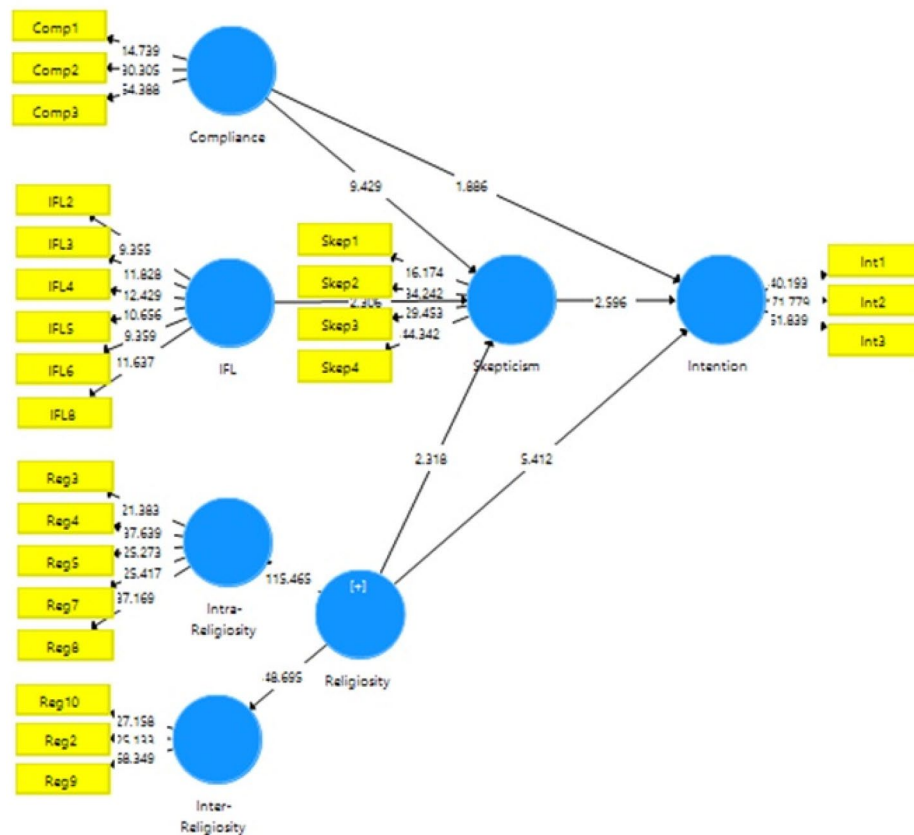 Comp1
Comp2
Comp3
14.739
30.305
54.388
Compliance
9.429
1.886
IFL2
IFL3
IFL4
IFL5
IFL6
IFL8
9.355
11.828
12.429
10.656
9.359
11.637
IFL
2.306
Skep1
Skep2
Skep3
Skep4
16.174
34.242
29.453
44.342
Skepticism
2.596
Intention
40.193
71.779
51.839
Int1
Int2
Int3
2.318
5.412
Reg3
Reg4
Reg5
Reg7
Reg8
21.383
37.639
25.273
25.417
37.169
Intra-
Religiosity
115.465
[+]
Religiosity
48.695
Reg10
Reg2
Reg9
27.158
Inter-
Religiosity